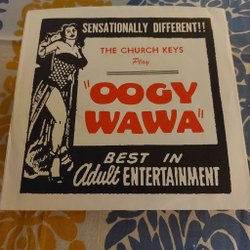 SENSATIONALLY DIFFERENT!!
THE CHURCH KEYS
Play
"OOGY
WAWA"
BEST IN
Adult ENTERTAINMENT